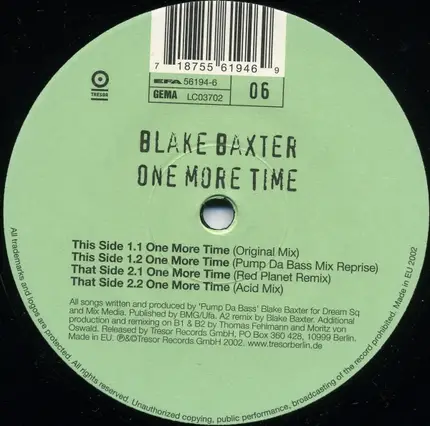 7 18755 61946 9
EFA 56194-6
GEMA LC03702
06
TRESOR
BLAKE BAXTER
ONE MORE TIME
This Side 1.1 One More Time (Original Mix)
This Side 1.2 One More Time (Pump Da Bass Mix Reprise)
That Side 2.1 One More Time (Red Planet Remix)
That Side 2.2 One More Time (Acid Mix)
All songs written and produced by 'Pump Da Bass' Blake Baxter for Dream Sq
and Mix Media. Published by BMG/Ufa. A2 remix by Blake Baxter. Additional
production and remixing on B1 & B2 by Thomas Fehlmann and Moritz von
Oswald. Released by Tresor Records GmbH, PO Box 360 428, 10999 Berlin.
Made in EU. ℗&©Tresor Records GmbH 2002. www.tresorberlin.de
All trademarks and logos are protected. All rights reserved. Unauthorized copying, public performance, broadcasting of the record prohibited. Made in EU 2002